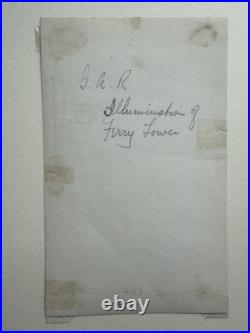 G. A. R.
Illumination of
Ferry Tower